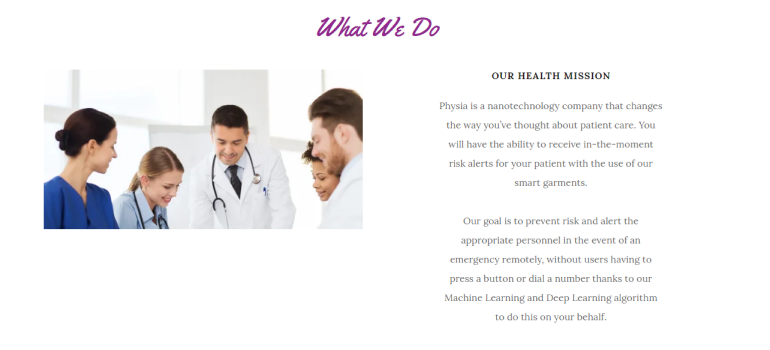 What We Do
OUR HEALTH MISSION
Physia is a nanotechnology company that changes
the way you've thought about patient care. You
will have the ability to receive in-the-moment
risk alerts for your patient with the use of our
smart garments.
Our goal is to prevent risk and alert the
appropriate personnel in the event of an
emergency remotely, without users having to
press a button or dial a number thanks to our
Machine Learning and Deep Learning algorithm
to do this on your behalf.